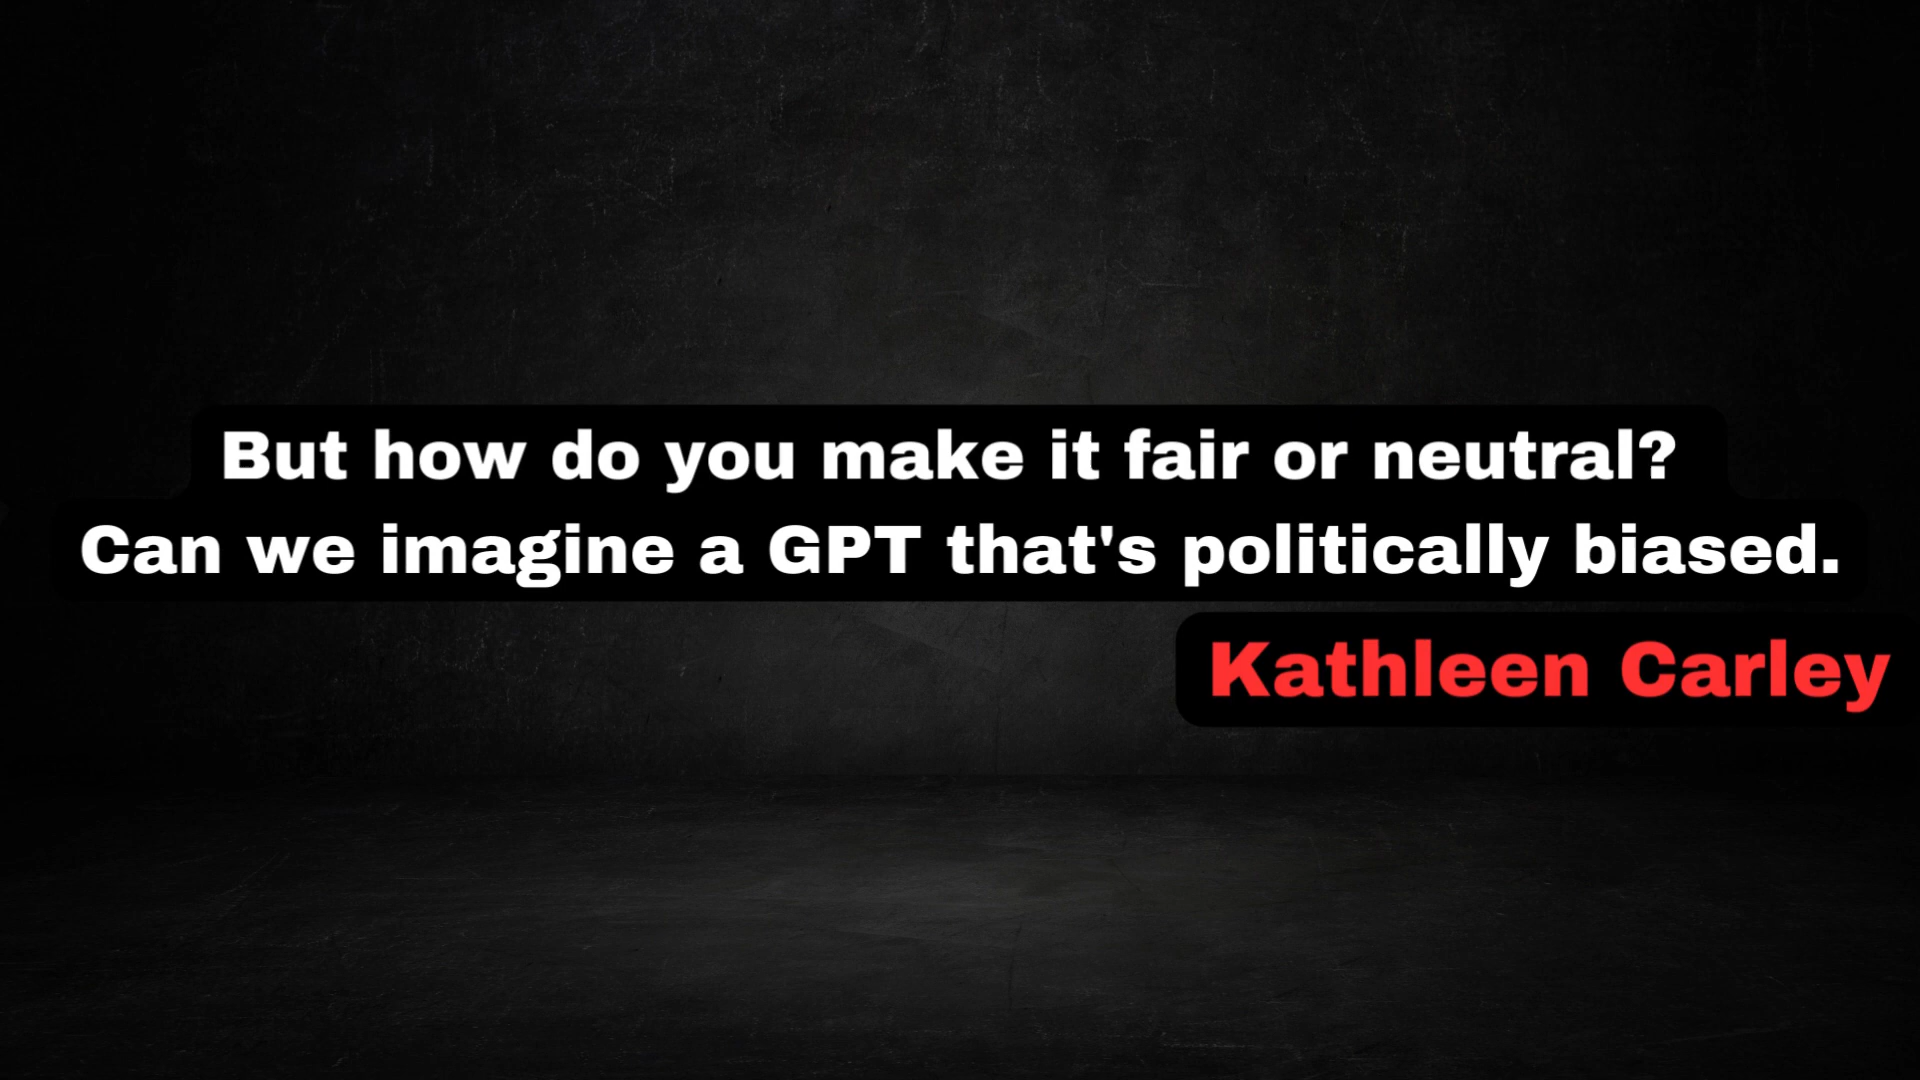 But how do you make it fair or neutral?
Can we imagine a GPT that's politically biased.
Kathleen Carley